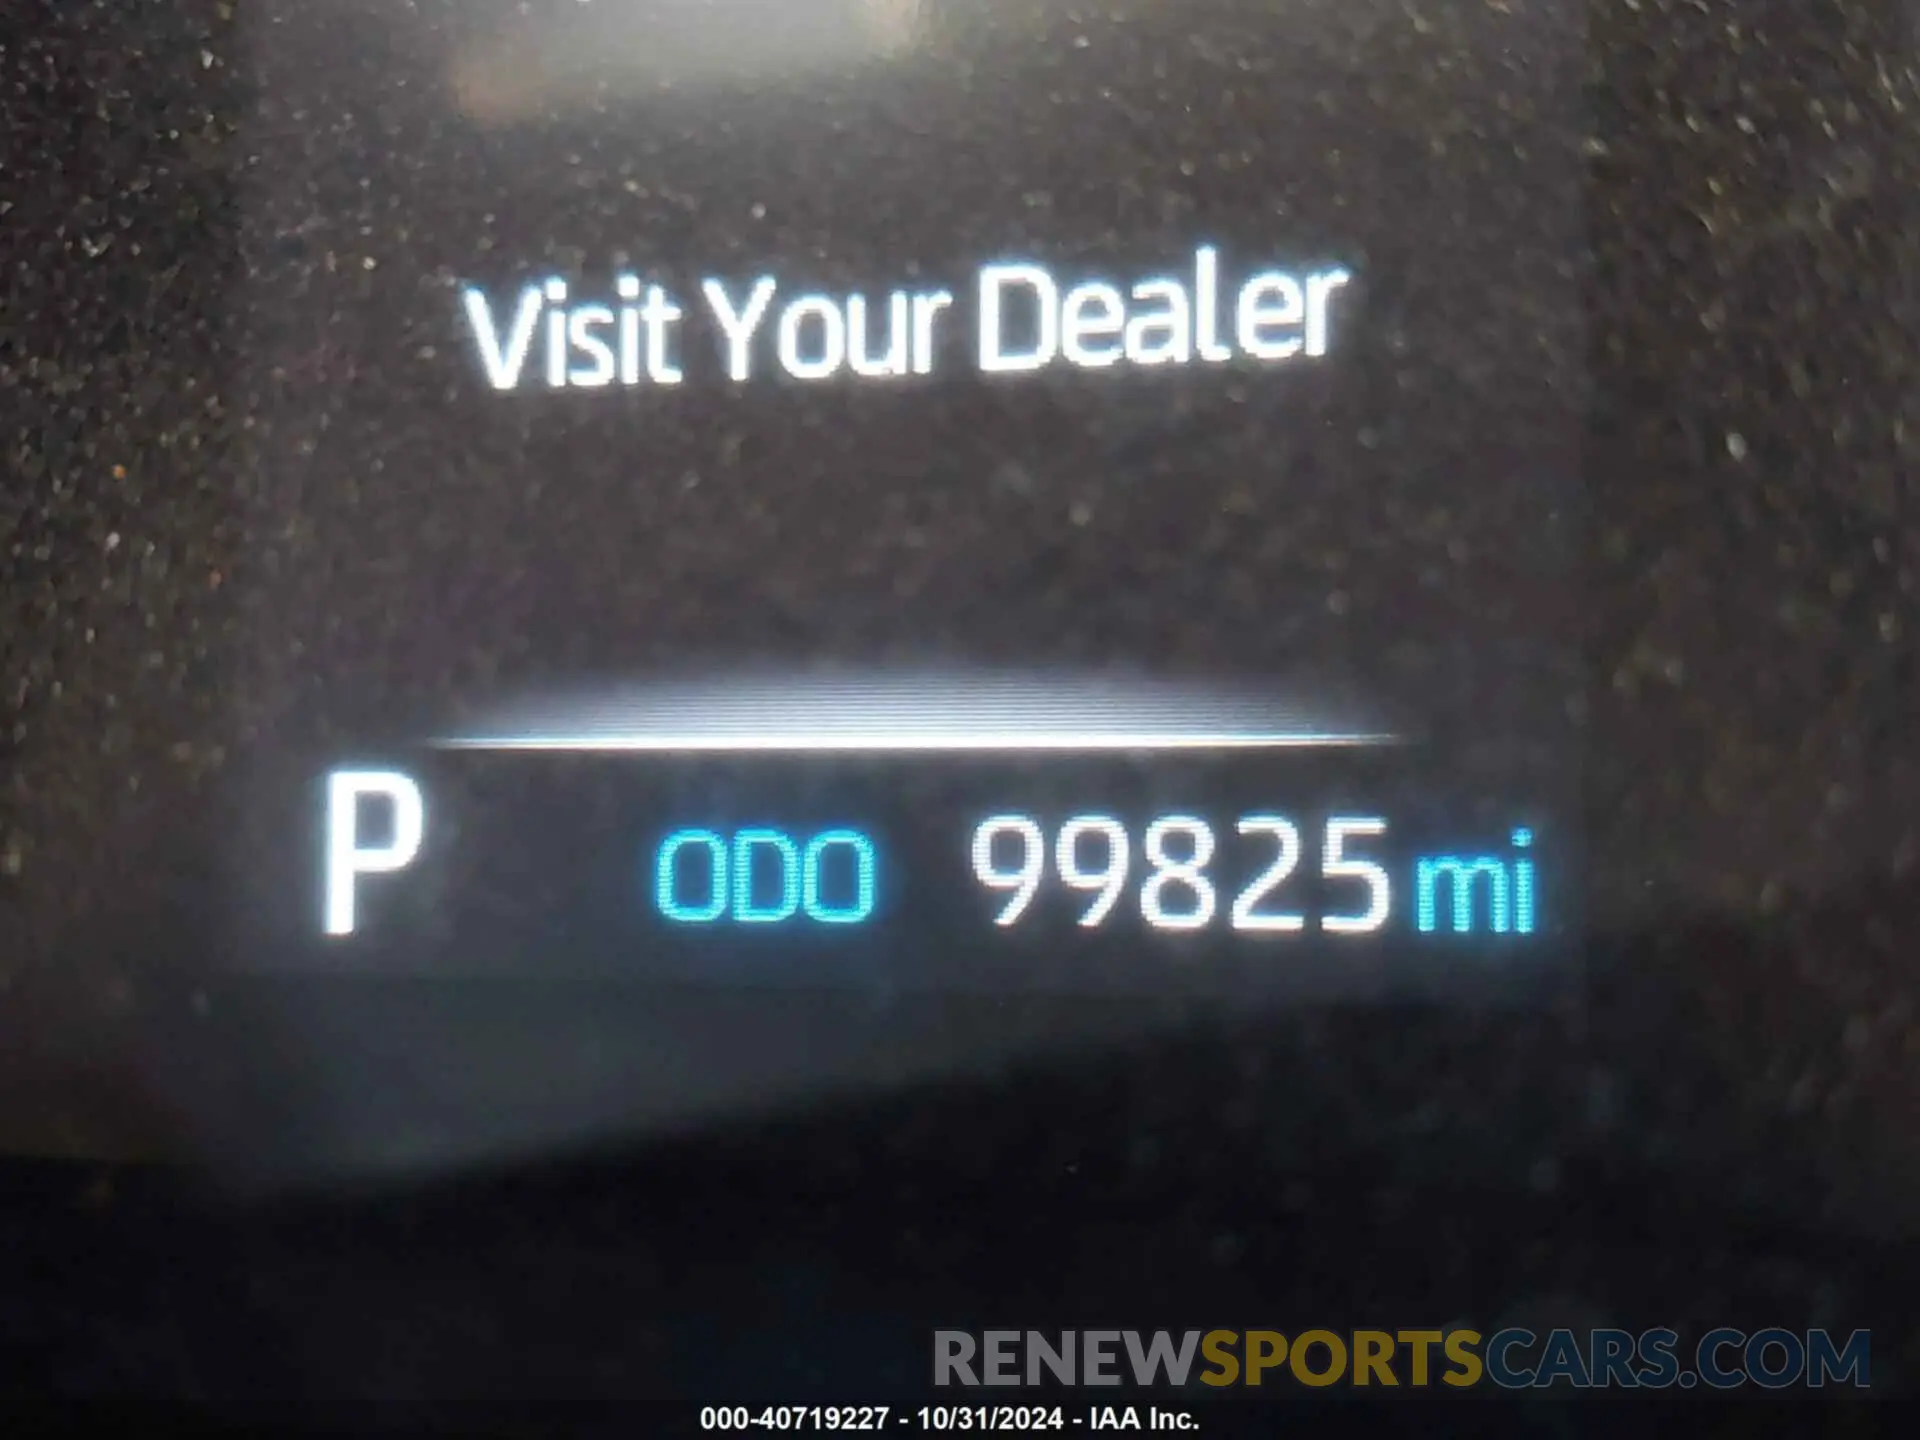 Visit Your Dealer
P ODO 99825 mi
RENEWSPORTSCARS.COM
000-40719227 - 10/31/2024 - IAA Inc.